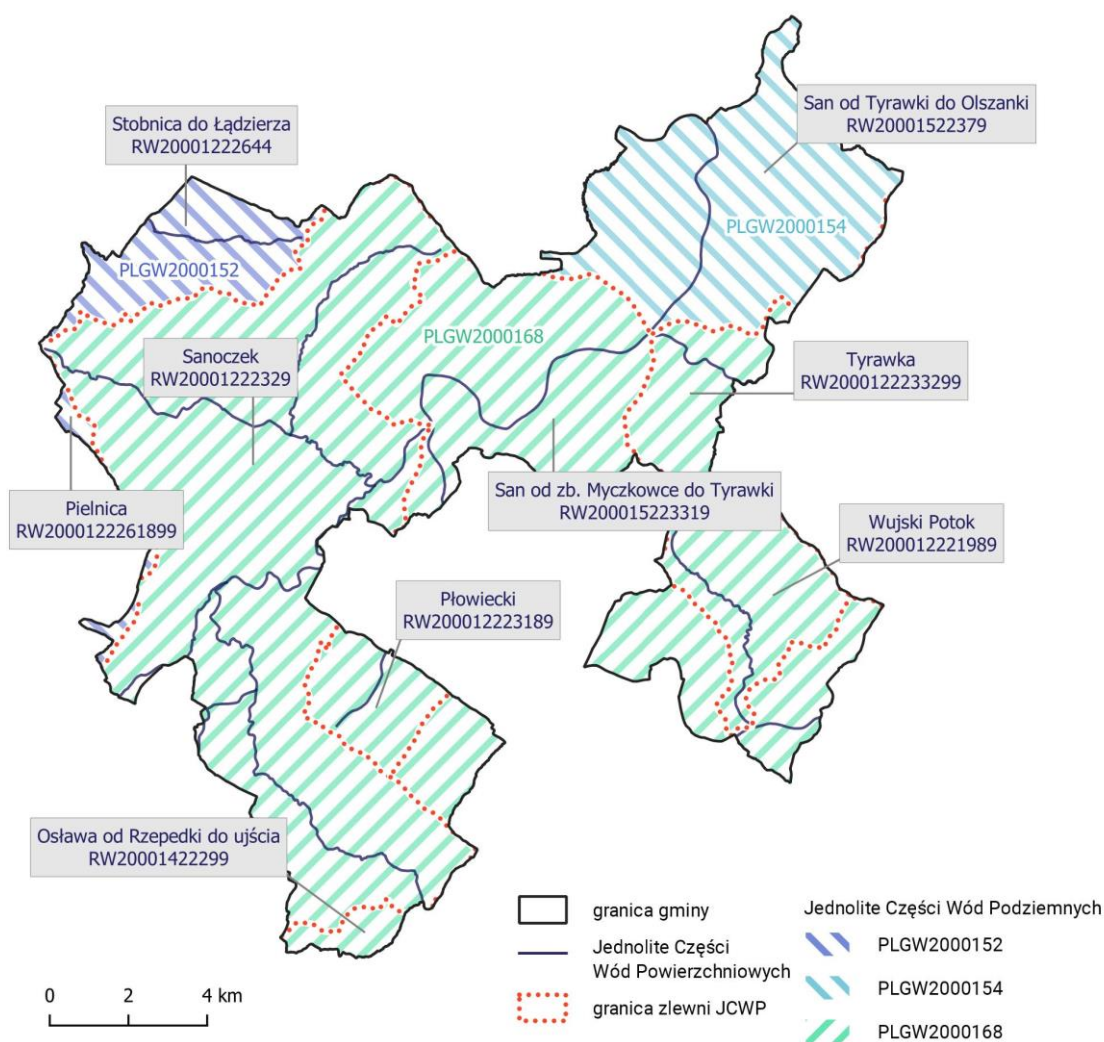 San od Tyrawki do Olszanki
RW20001522379
Stobnica do Łądzierza
RW20001222644
PLGW2000154
PLGW2000152
PLGW2000168
Sanoczek
RW20001222329
Tyrawka
RW2000122233299
Pielnica
RW2000122261899
San od zb. Myczkowce do Tyrawki
RW200015223319
Wujski Potok
RW200012221989
Płowiecki
RW200012223189
Osława od Rzepedki do ujścia
RW20001422299
granica gminy
Jednolite Części
Wód Powierzchniowych
granica zlewni JCWP
Jednolite Części Wód Podziemnych
PLGW2000152
PLGW2000154
PLGW2000168
0 2 4 km